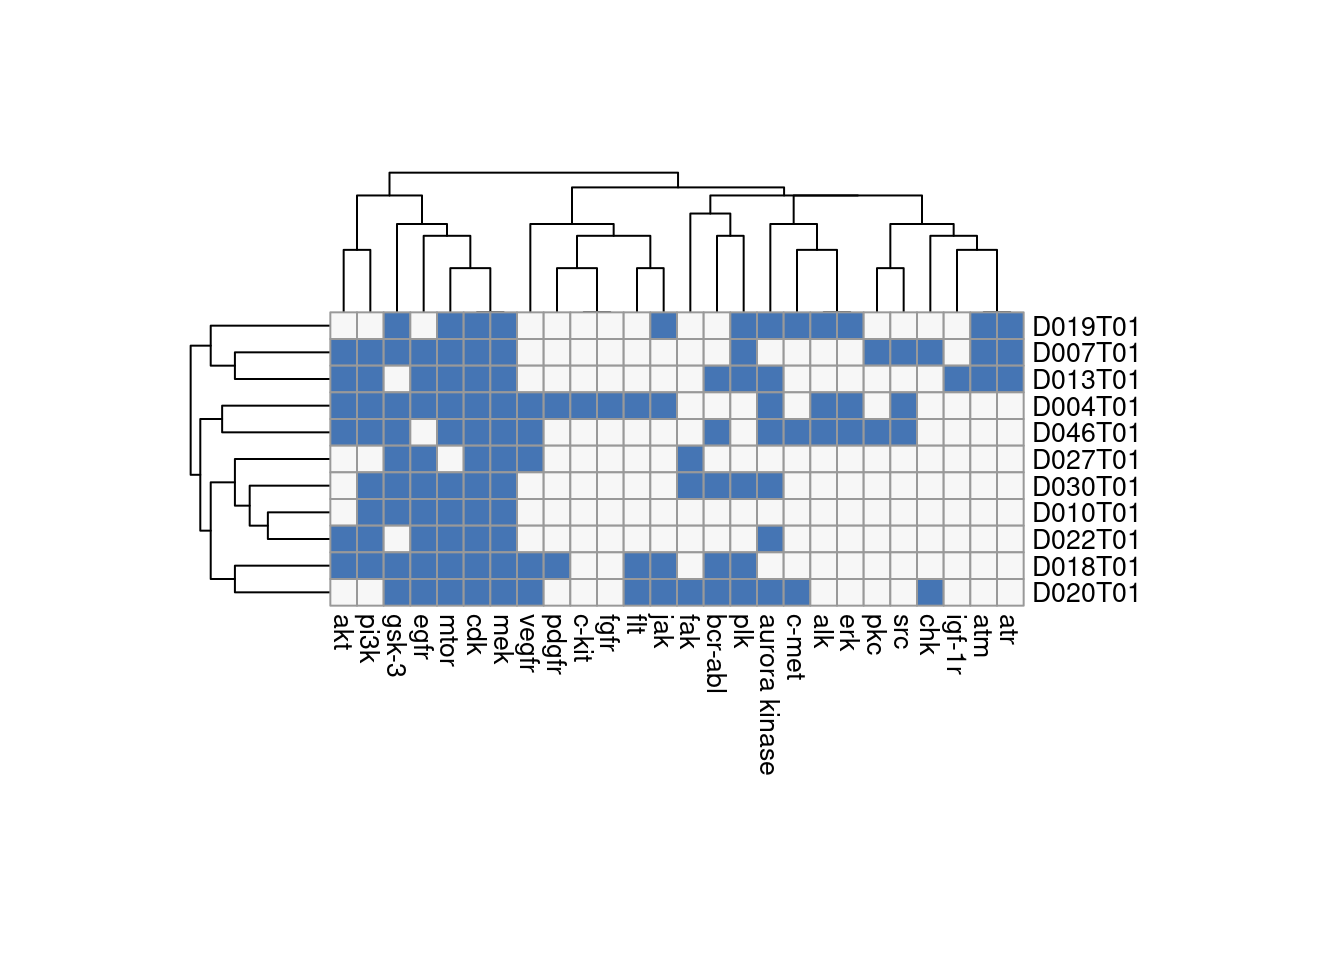 D019T01
D007T01
D013T01
D004T01
D046T01
D027T01
D030T01
D010T01
D022T01
D018T01
D020T01
akt
pi3k
gsk-3
egfr
mtor
cdk
mek
vegfr
pdgfr
c-kit
fgfr
flt
jak
fak
bcr-abl
plk
aurora kinase
c-met
alk
erk
pkc
src
chk
igf-1r
atm
atr